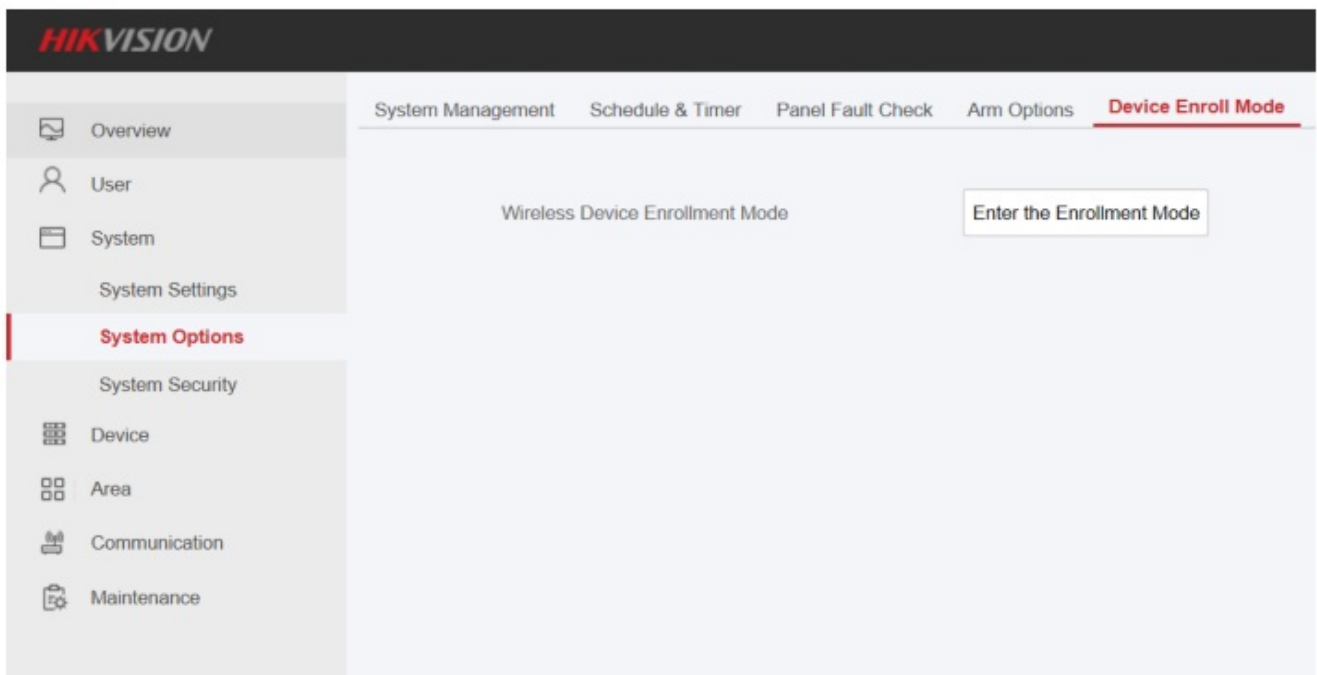 HIKVISION
System Management Schedule & Timer Panel Fault Check Arm Options Device Enroll Mode
Overview
User
Wireless Device Enrollment Mode Enter the Enrollment Mode
System
System Settings
System Options
System Security
Device
Area
Communication
Maintenance